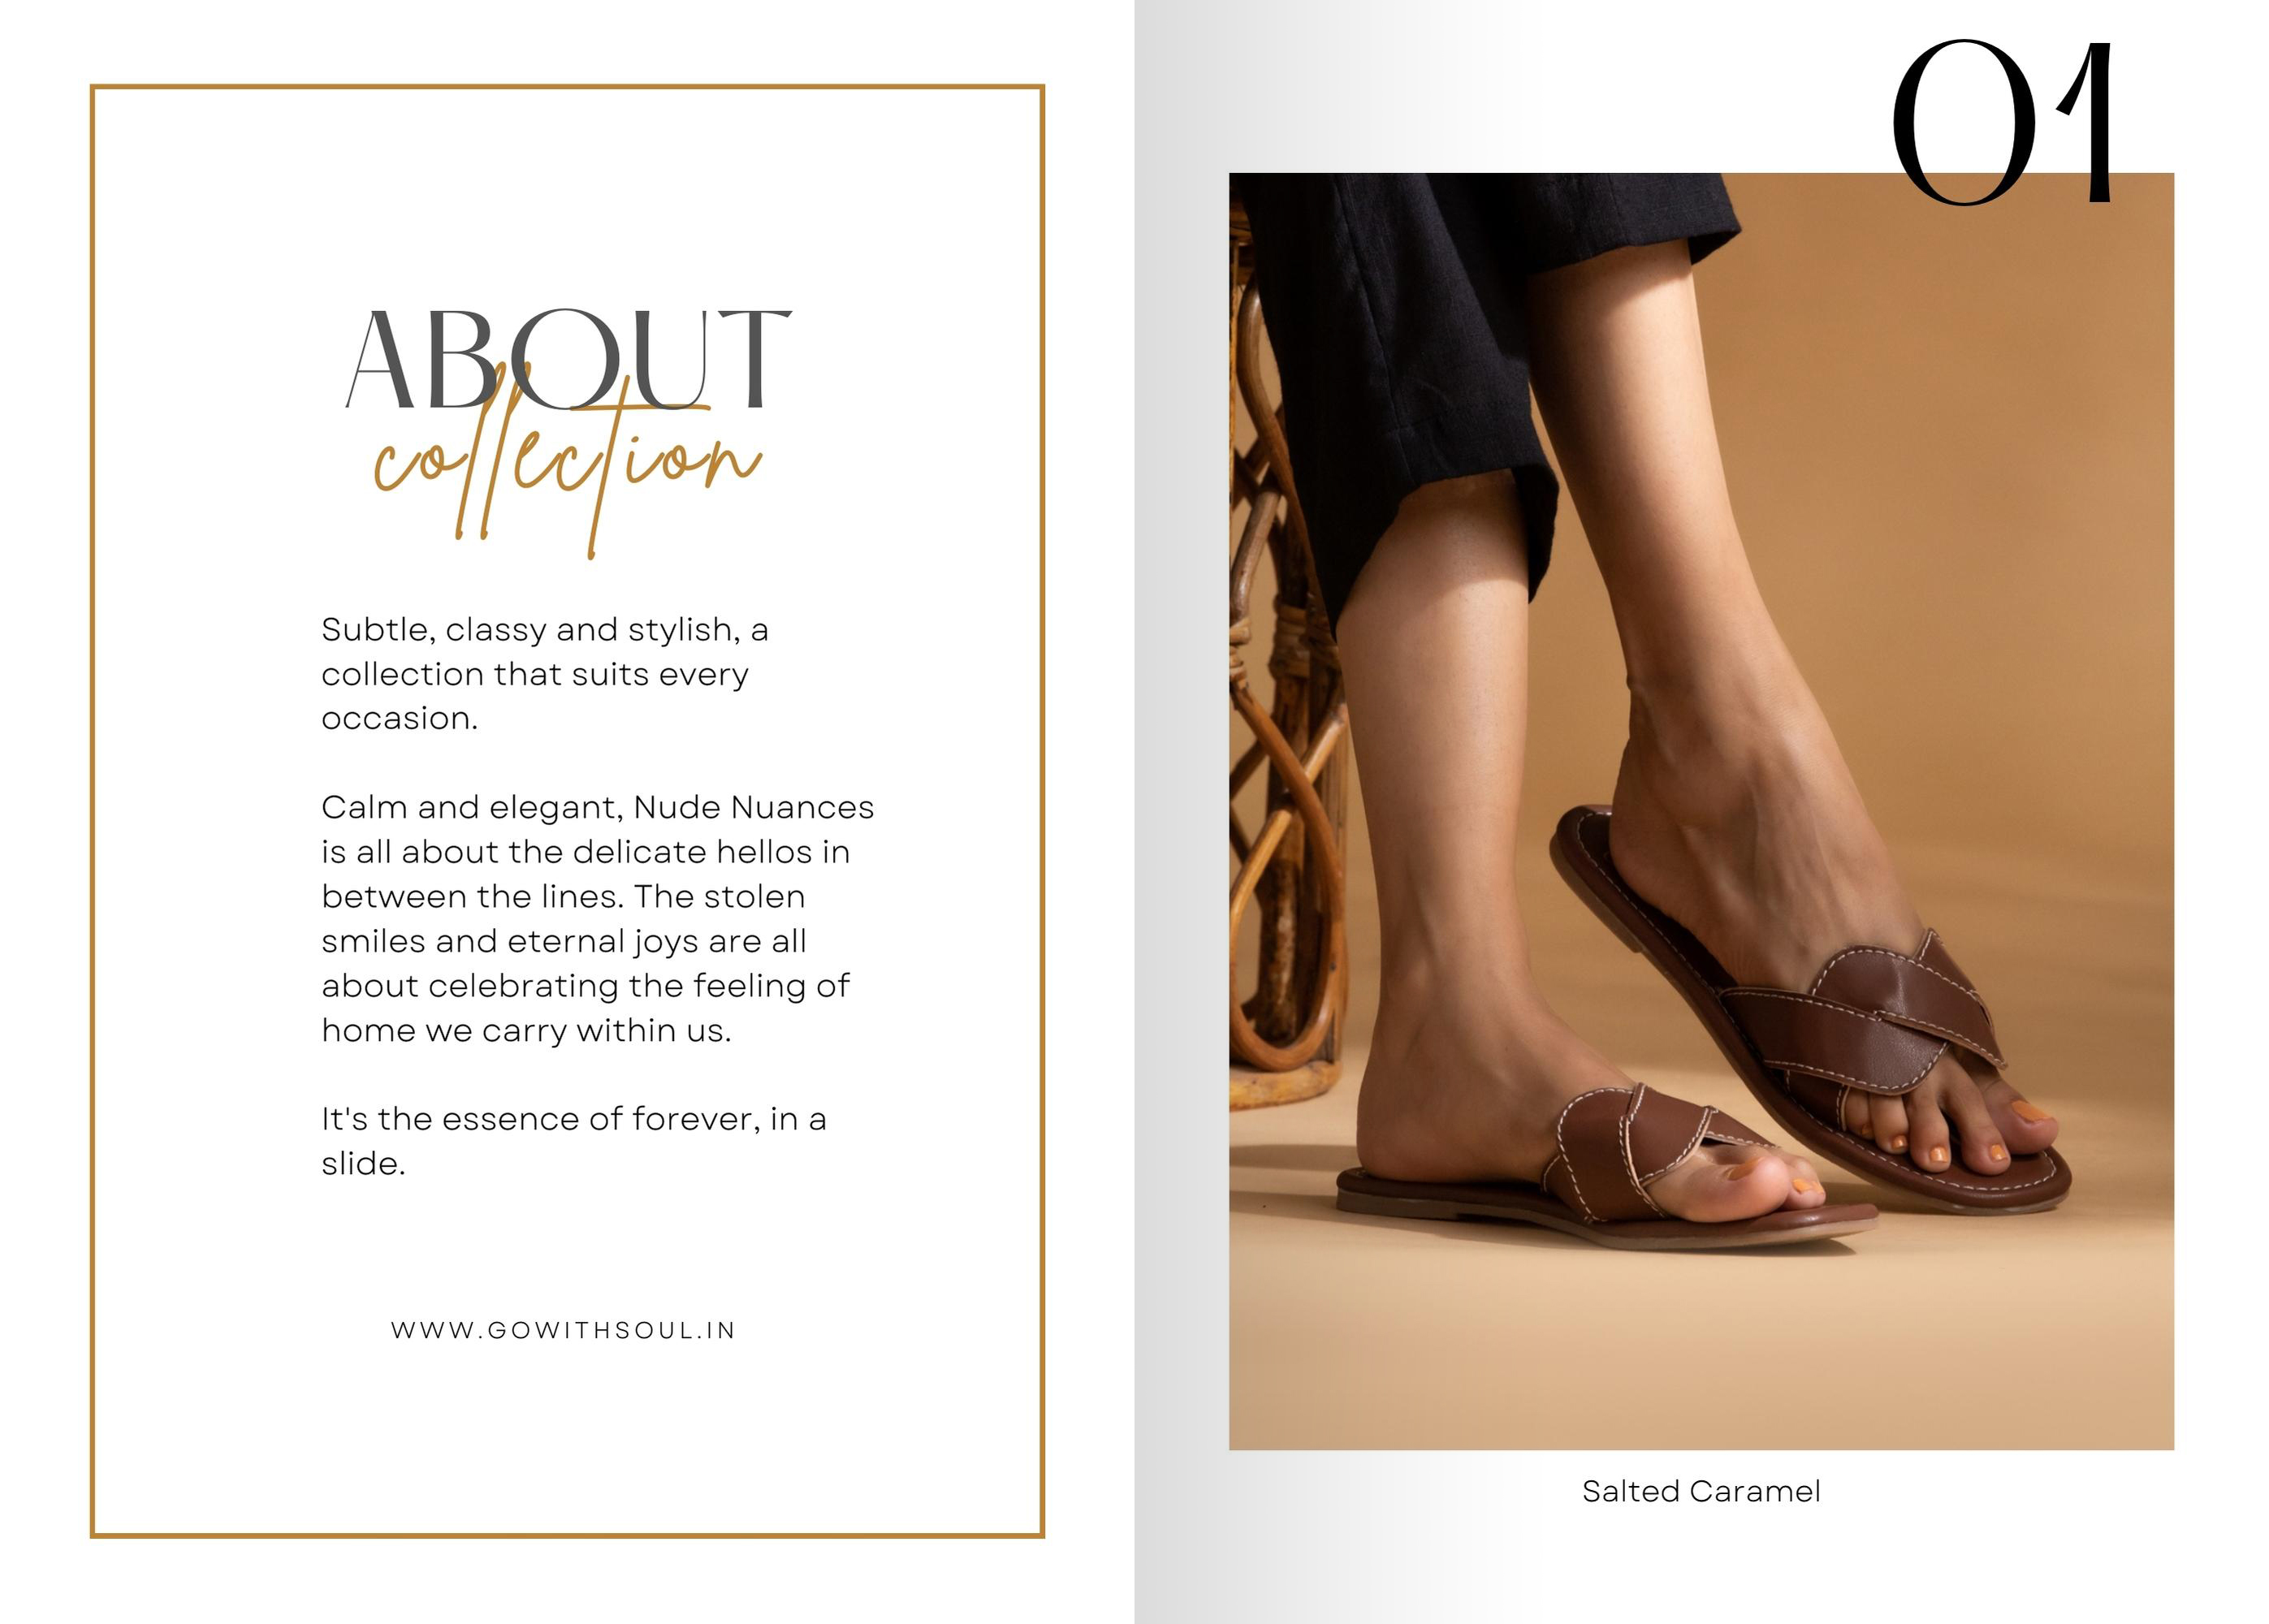 ABOUT
collection
Subtle, classy and stylish, a
collection that suits every
occasion.
Calm and elegant, Nude Nuances
is all about the delicate hellos in
between the lines. The stolen
smiles and eternal joys are all
about celebrating the feeling of
home we carry within us.
It's the essence of forever, in a
slide.
WWW.GOWITHSOUL.IN
01
Salted Caramel